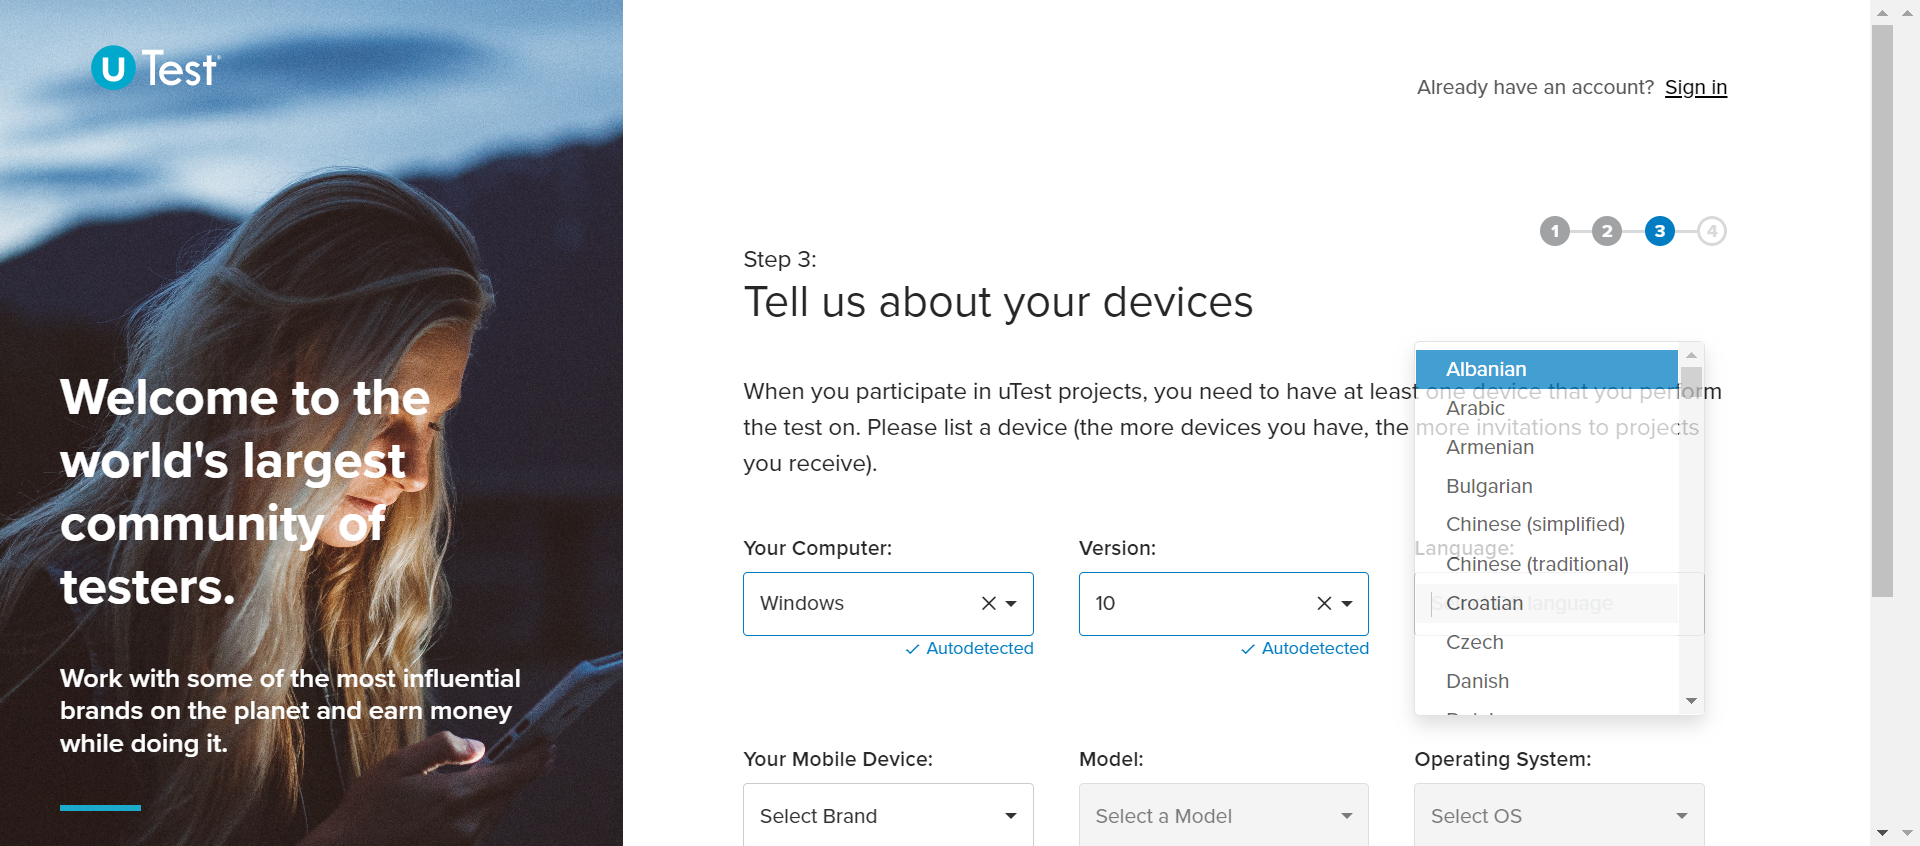 uTest
Already have an account? Sign in
1 2 3 4
Step 3:
Tell us about your devices
When you participate in uTest projects, you need to have at least one device that you perform
the test on. Please list a device (the more devices you have, the more invitations to projects
you receive).
Your Computer:
Windows
Autodetected
Version:
10
Autodetected
Language:
language
Albanian
Arabic
Armenian
Bulgarian
Chinese (simplified)
Chinese (traditional)
Croatian
Czech
Danish
Your Mobile Device:
Select Brand
Model:
Select a Model
Operating System:
Select OS
Welcome to the
world's largest
community of
testers.
Work with some of the most influential
brands on the planet and earn money
while doing it.